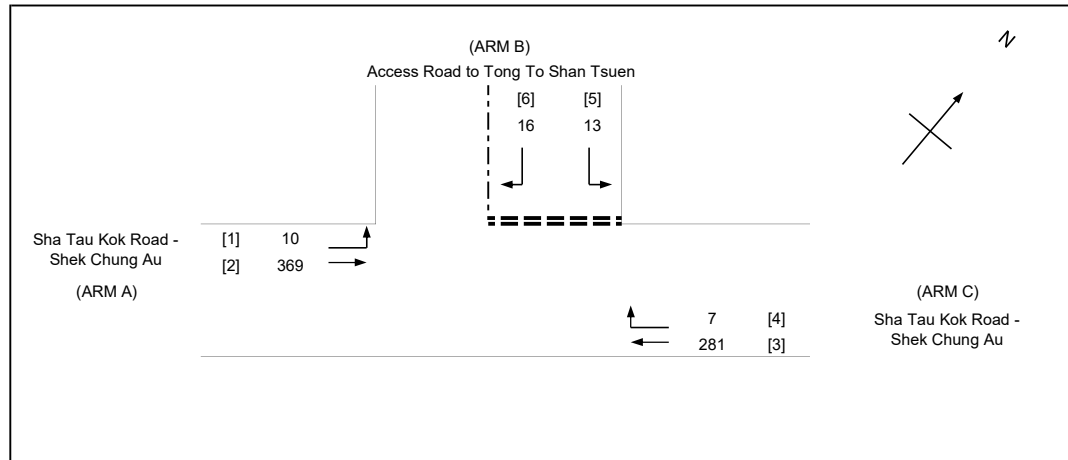 (ARM B)
Access Road to Tong To Shan Tsuen
N
[6] [5]
16 13
Sha Tau Kok Road -
Shek Chung Au
(ARM A)
[1] 10
[2] 369
7 [4]
281 [3]
(ARM C)
Sha Tau Kok Road -
Shek Chung Au